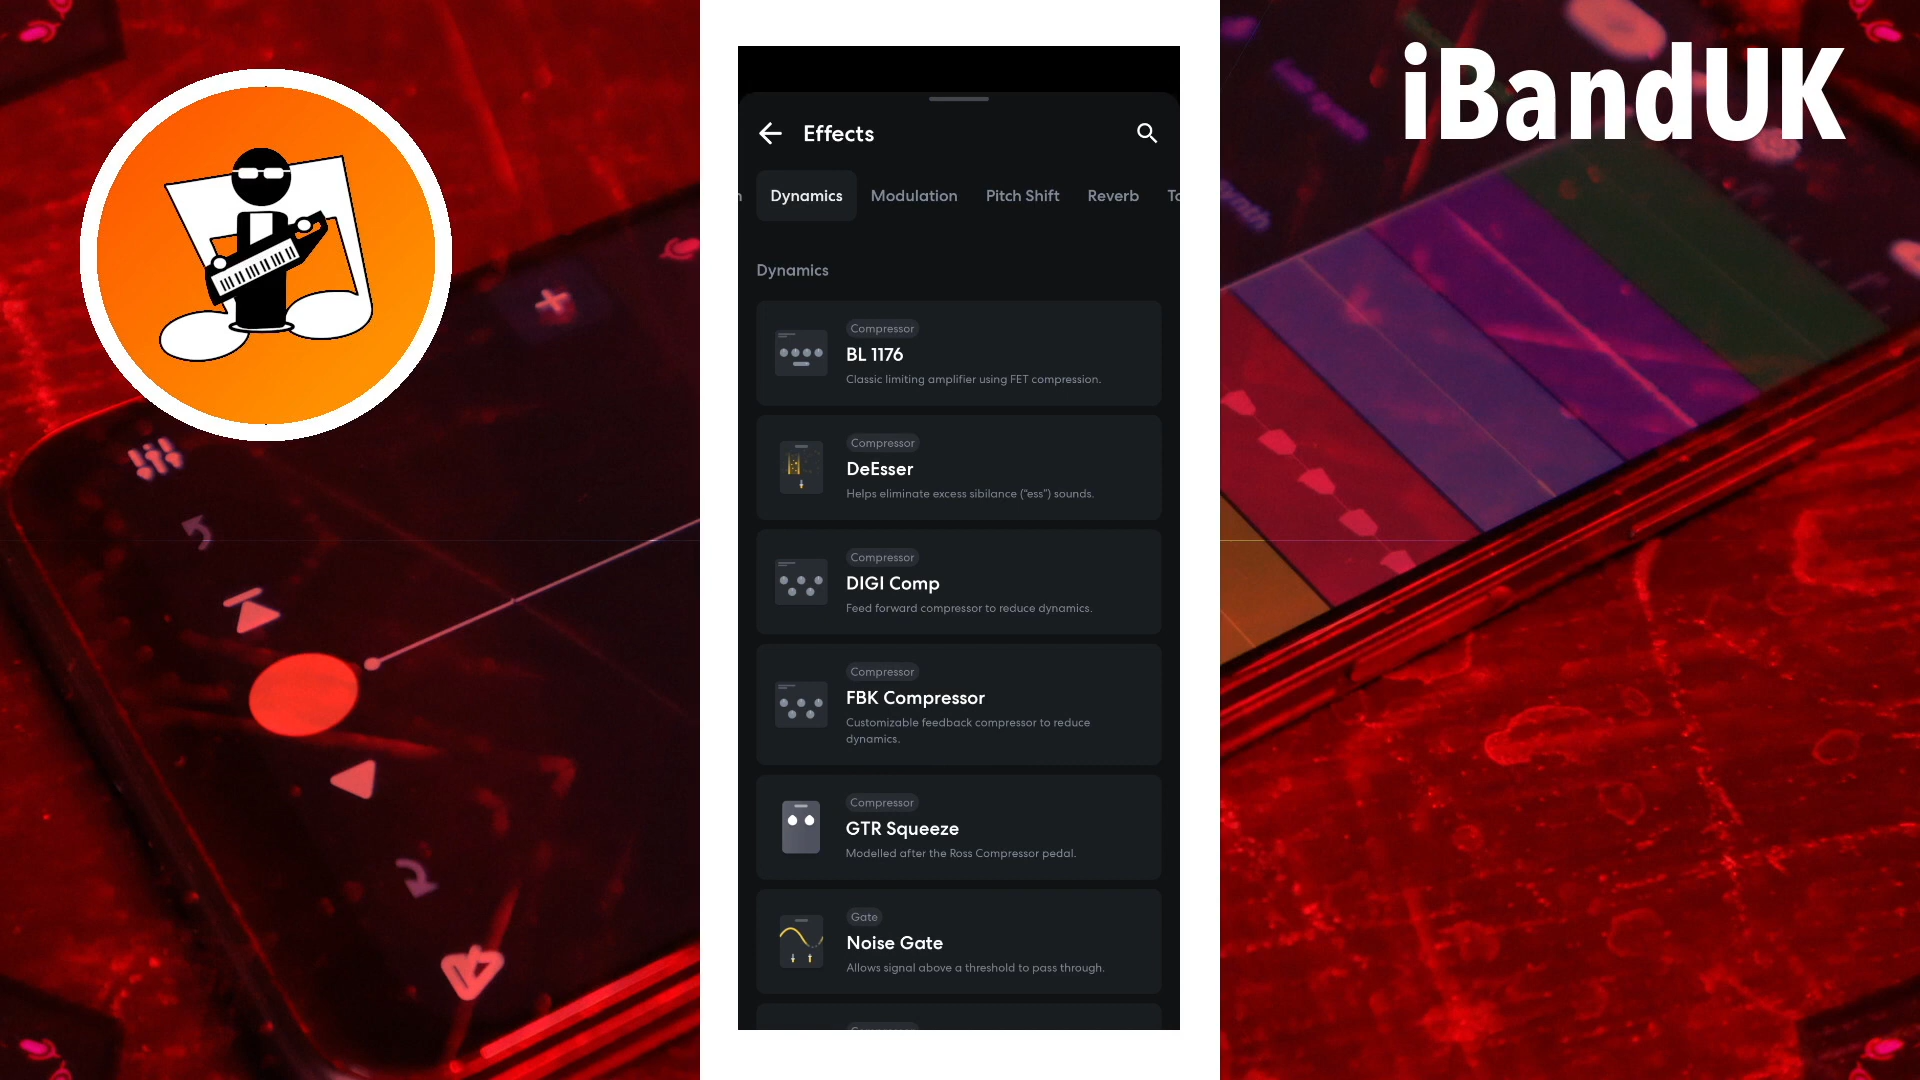 iBandUK
Effects
Dynamics Modulation Pitch Shift Reverb
Dynamics
Compressor
BL 1176
Classic limiting amplifier using FET compression.
Compressor
DeEsser
Helps eliminate excess sibilance ("ess") sounds.
Compressor
DIGI Comp
Feed forward compressor to reduce dynamics.
Compressor
FBK Compressor
Customizable feedback compressor to reduce
dynamics.
Compressor
GTR Squeeze
Modelled after the Ross Compressor pedal.
Gate
Noise Gate
Allows signal above a threshold to pass through.